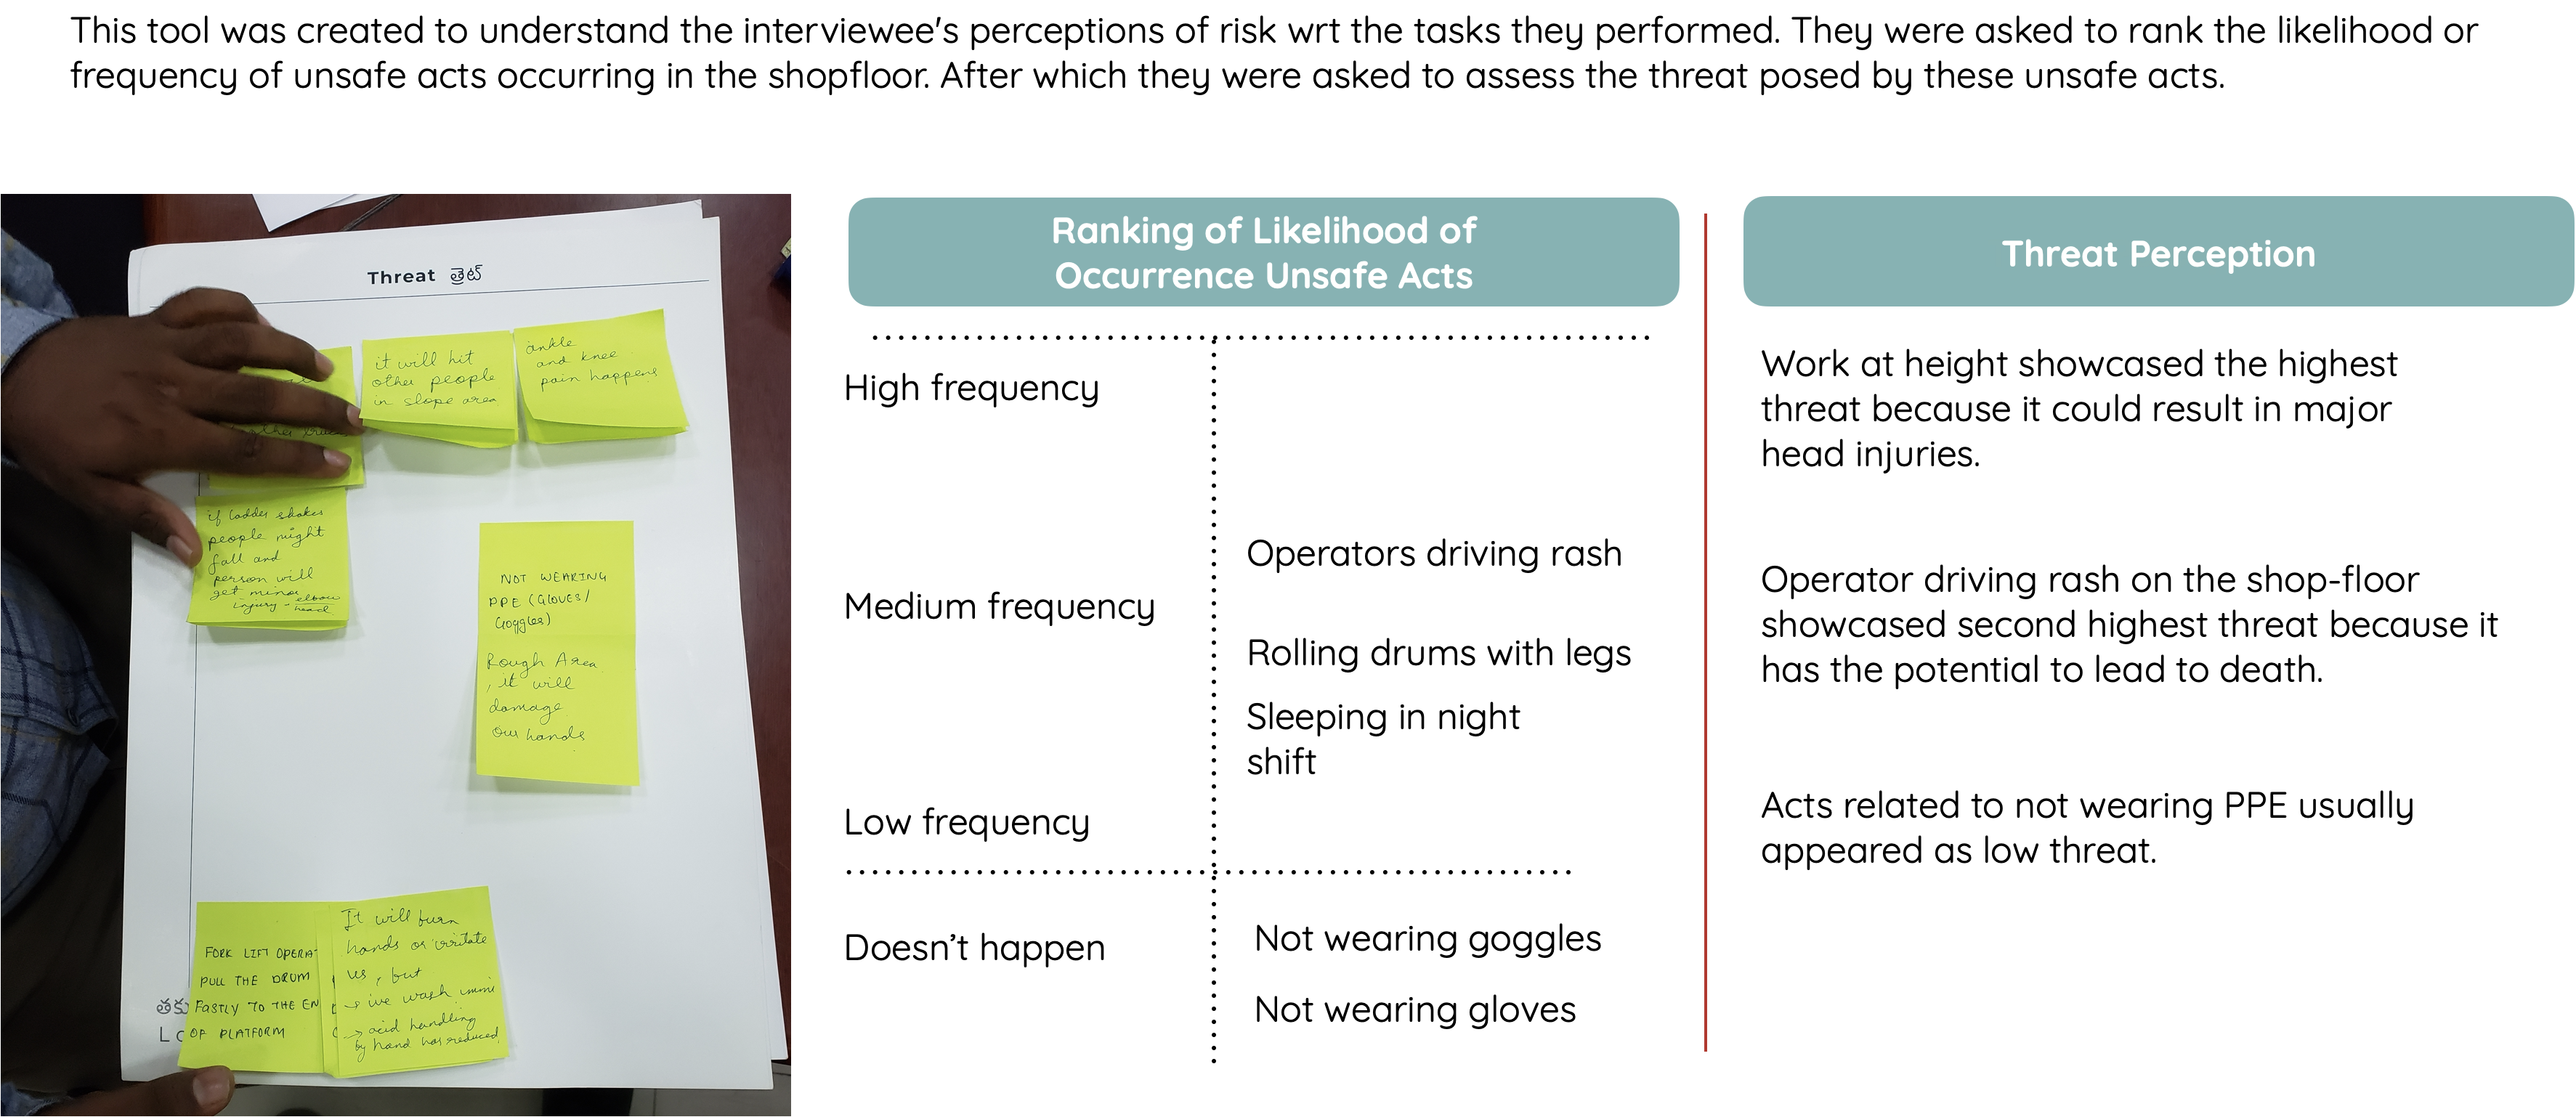 This tool was created to understand the interviewee's perceptions of risk wrt the tasks they performed. They were asked to rank the likelihood or
frequency of unsafe acts occurring in the shopfloor. After which they were asked to assess the threat posed by these unsafe acts.
Threat థ్రెట్
it will hit
other people
in slope area
ankle
and knee
pain happens
if ladder shakes
people might
fall and
person will
get minor
injury - elbow
head
NOT WEARING
PPE (GLOVES/
Goggles)
Rough Area
, it will
damage
our hands
FORK LIFT OPERAT
PULL THE DRUM
FASTLY TO THE EN
OF PLATFORM
తకు
Lo
It will burn
hands or irritate
us, but
→ we wash imme
→ acid handling
by hand has reduced
Ranking of Likelihood of
Occurrence Unsafe Acts
High frequency
Operators driving rash
Medium frequency
Rolling drums with legs
Sleeping in night
shift
Low frequency
Doesn’t happen
Not wearing goggles
Not wearing gloves
Threat Perception
Work at height showcased the highest
threat because it could result in major
head injuries.
Operator driving rash on the shop-floor
showcased second highest threat because it
has the potential to lead to death.
Acts related to not wearing PPE usually
appeared as low threat.